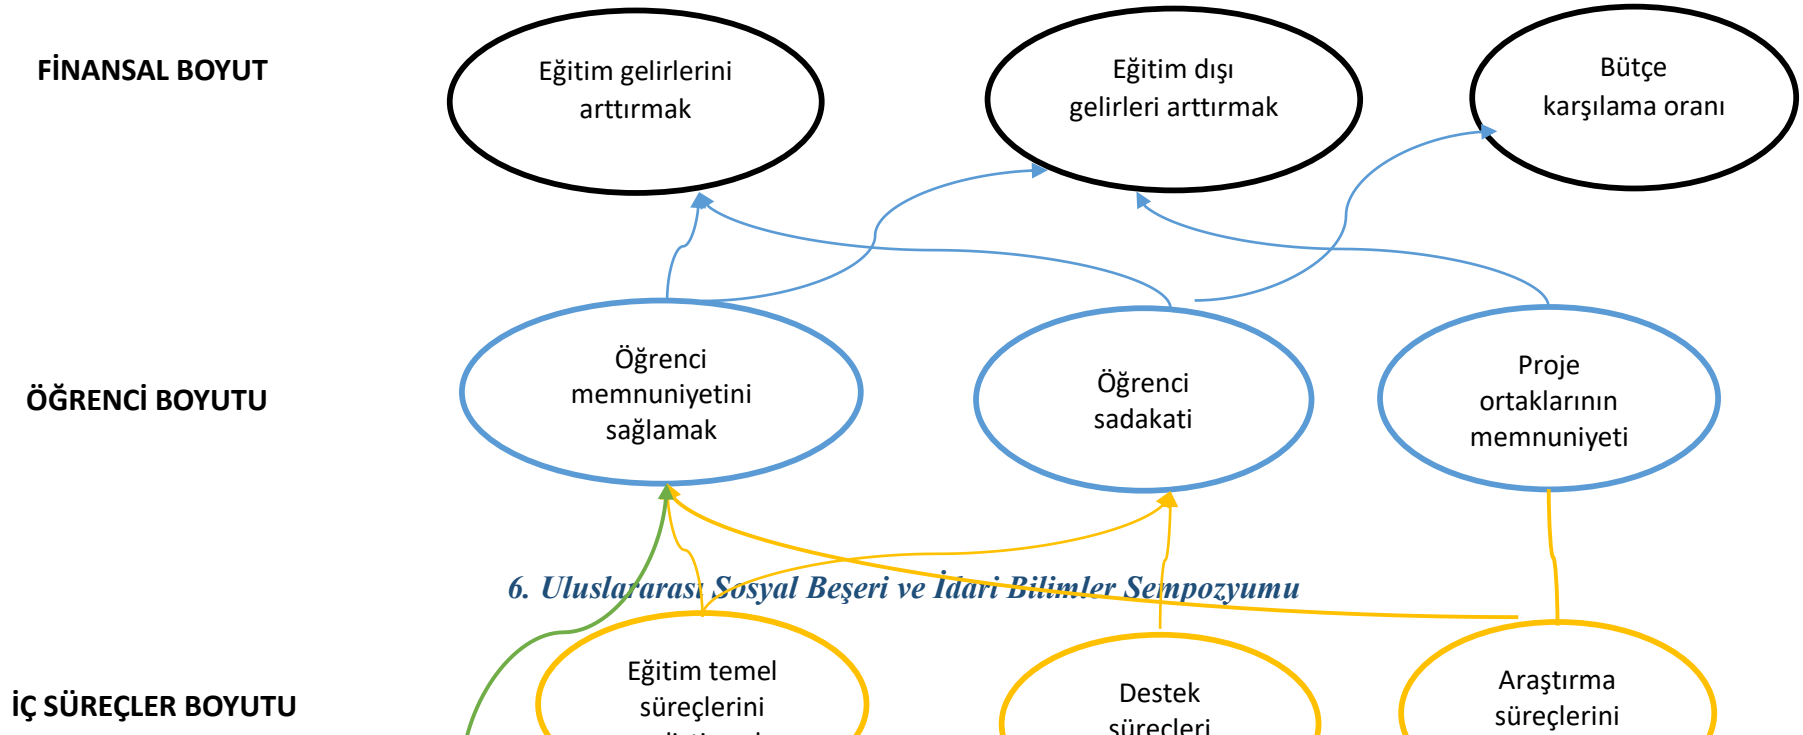 FİNANSAL BOYUT
Eğitim gelirlerini
arttırmak
Eğitim dışı
gelirleri arttırmak
Bütçe
karşılama oranı
ÖĞRENCİ BOYUTU
Öğrenci
memnuniyetini
sağlamak
Öğrenci
sadakati
Proje
ortaklarının
memnuniyeti
6. Uluslararası Sosyal Beşeri ve İdari Bilimler Sempozyumu
İÇ SÜREÇLER BOYUTU
Eğitim temel
süreçlerini
Destek
süreçleri
Araştırma
süreçlerini